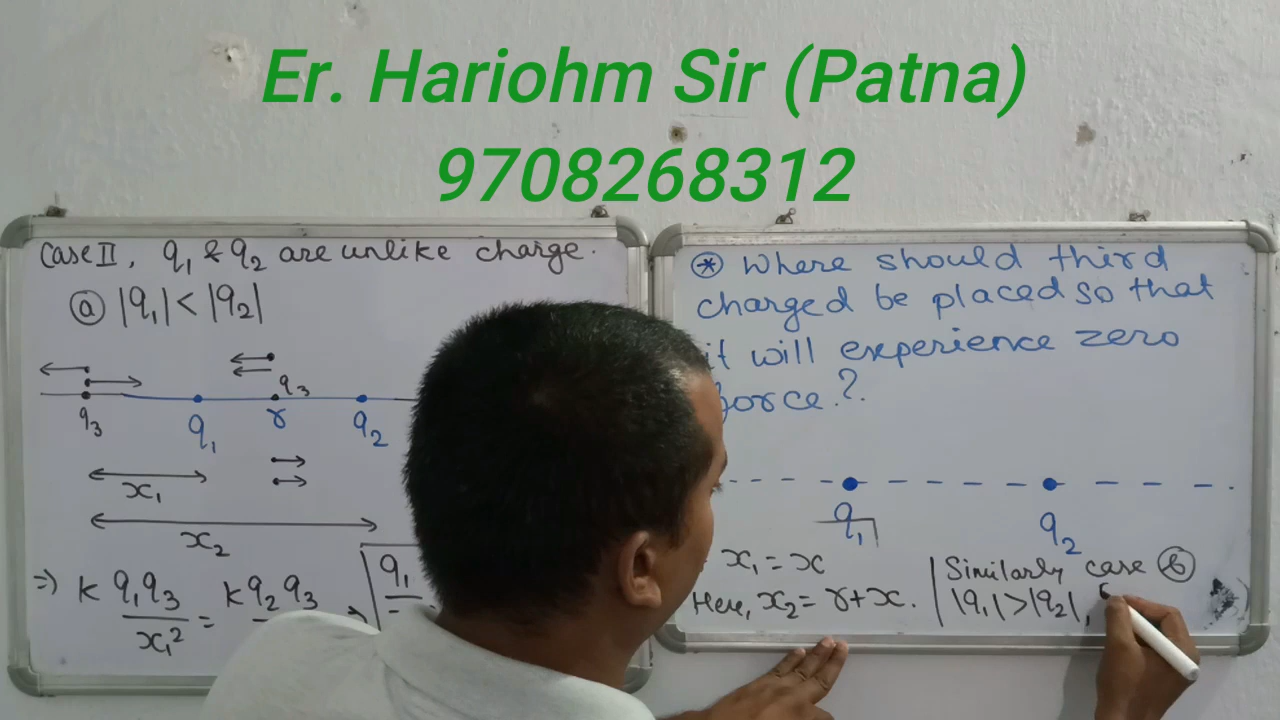 Er. Hariohm Sir (Patna)
9708268312
Case II, q₁ & q₂ are unlike charge.
ⓐ |q₁| < |q₂|
q₃
q₃
q₁
r
q₂
x₁
x₂
⇒ K q₁q₃ / x₁² = K q₂q₃
q₁
⊛ Where should third
charged be placed so that
it will experience zero
force.?
q₁
q₂
x₁ = x
Here, x₂ = r + x.
Similarly case ⓑ
|q₁| > |q₂|,